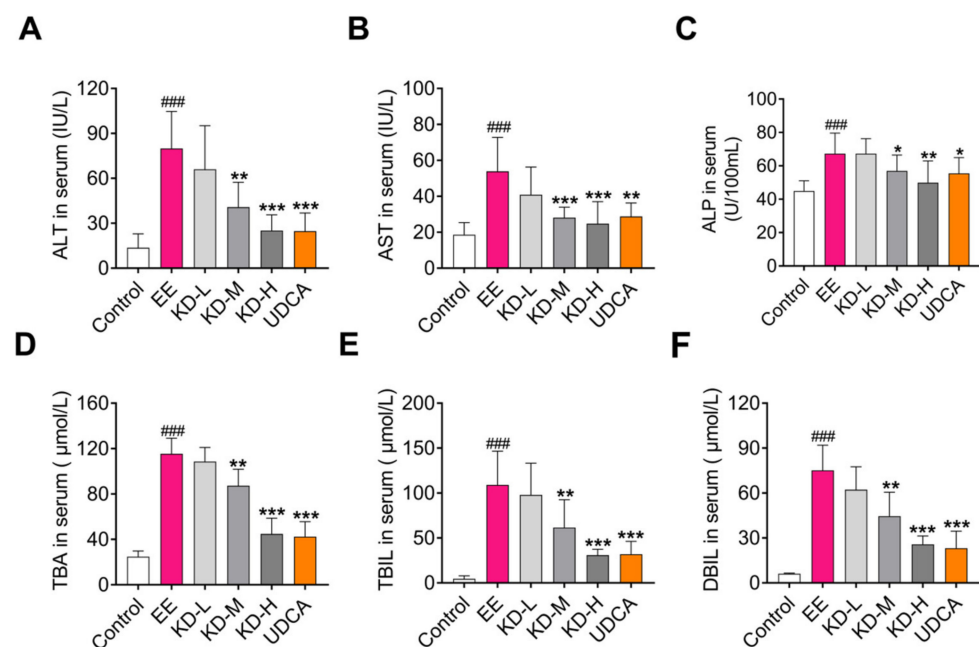 A
ALT in serum (IU/L)
120
90
60
30
0
###
**
***
***
Control
EE
KD-L
KD-M
KD-H
UDCA
B
AST in serum (IU/L)
80
60
40
20
0
###
***
***
**
Control
EE
KD-L
KD-M
KD-H
UDCA
C
ALP in serum
(U/100mL)
100
80
60
40
20
0
###
*
**
*
Control
EE
KD-L
KD-M
KD-H
UDCA
D
TBA in serum ( μmol/L)
160
120
80
40
0
###
**
***
***
Control
EE
KD-L
KD-M
KD-H
UDCA
E
TBIL in serum ( μmol/L)
200
150
100
50
0
###
**
***
***
Control
EE
KD-L
KD-M
KD-H
UDCA
F
DBIL in serum ( μmol/L)
120
90
60
30
0
###
**
***
***
Control
EE
KD-L
KD-M
KD-H
UDCA